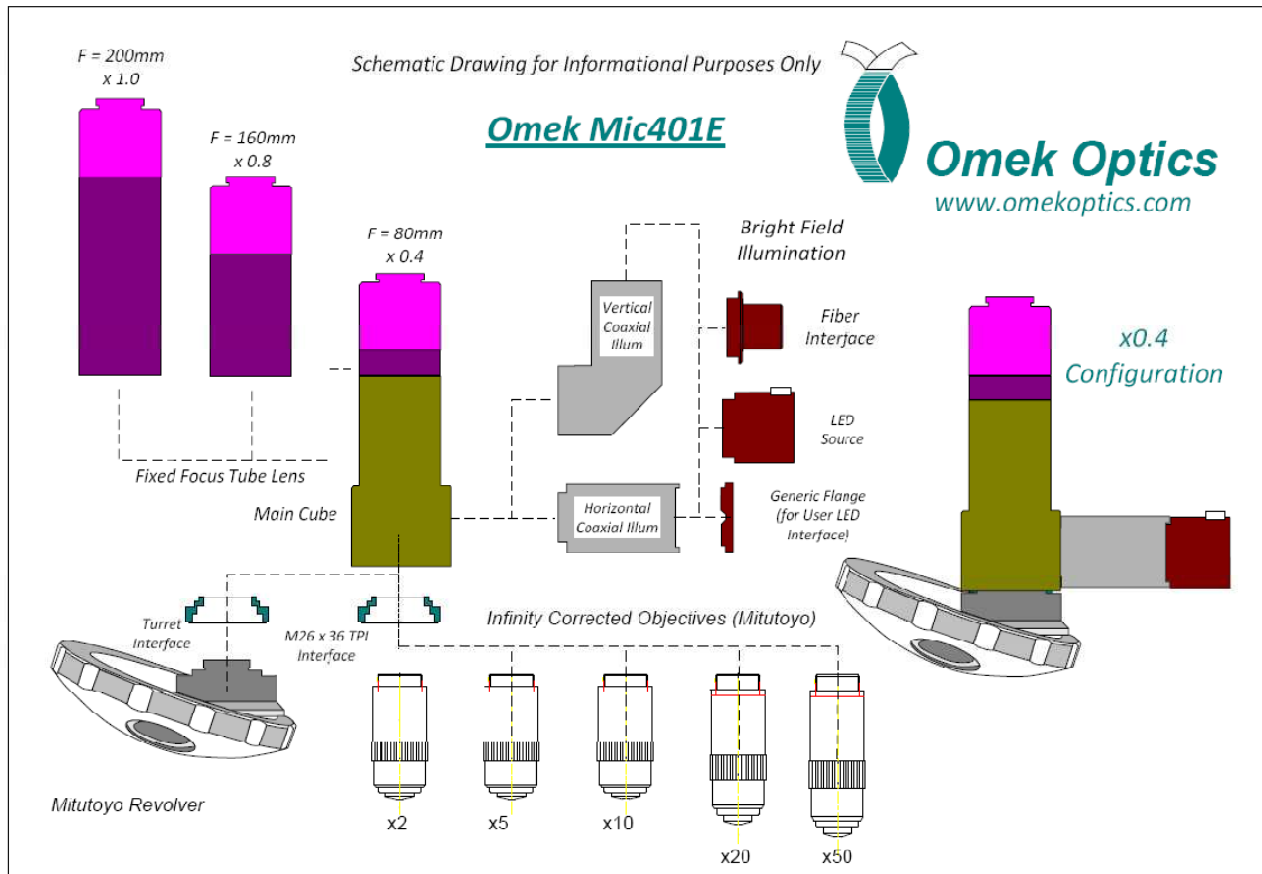 F = 200mm
x 1.0
Schematic Drawing for Informational Purposes Only
Omek Mic401E
F = 160mm
x 0.8
Omek Optics
www.omekoptics.com
F = 80mm
x 0.4
Bright Field
Illumination
Vertical
Coaxial
Illum
Fiber
Interface
x0.4
Configuration
LED
Source
Fixed Focus Tube Lens
Main Cube
Horizontal
Coaxial Illum
Generic Flange
(for User LED
Interface)
Turret
Interface
M26 x 36 TPI
Interface
Infinity Corrected Objectives (Mitutoyo)
Mitutoyo Revolver
x2
x5
x10
x20
x50